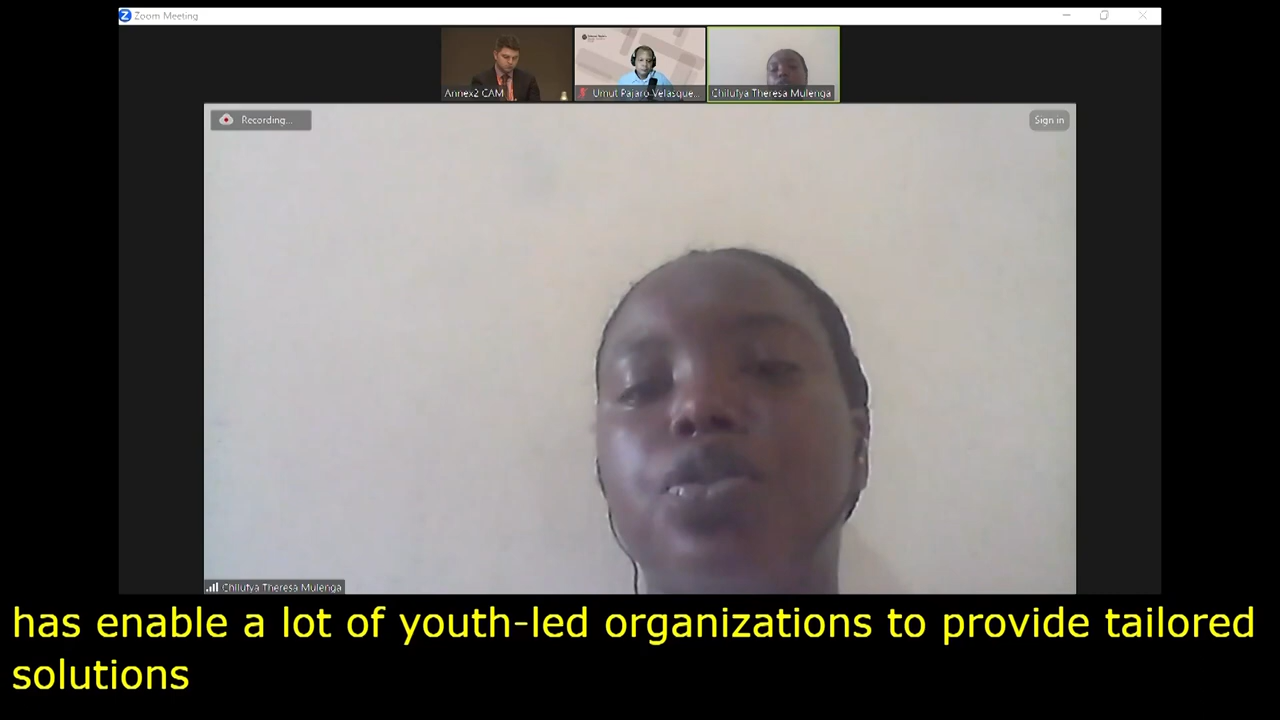 Zoom Meeting
Annex2 CAM
Umut Pajaro Velasque...
Chilufya Theresa Mulenga
Recording...
Sign in
Chilufya Theresa Mulenga
has enable a lot of youth-led organizations to provide tailored
solutions